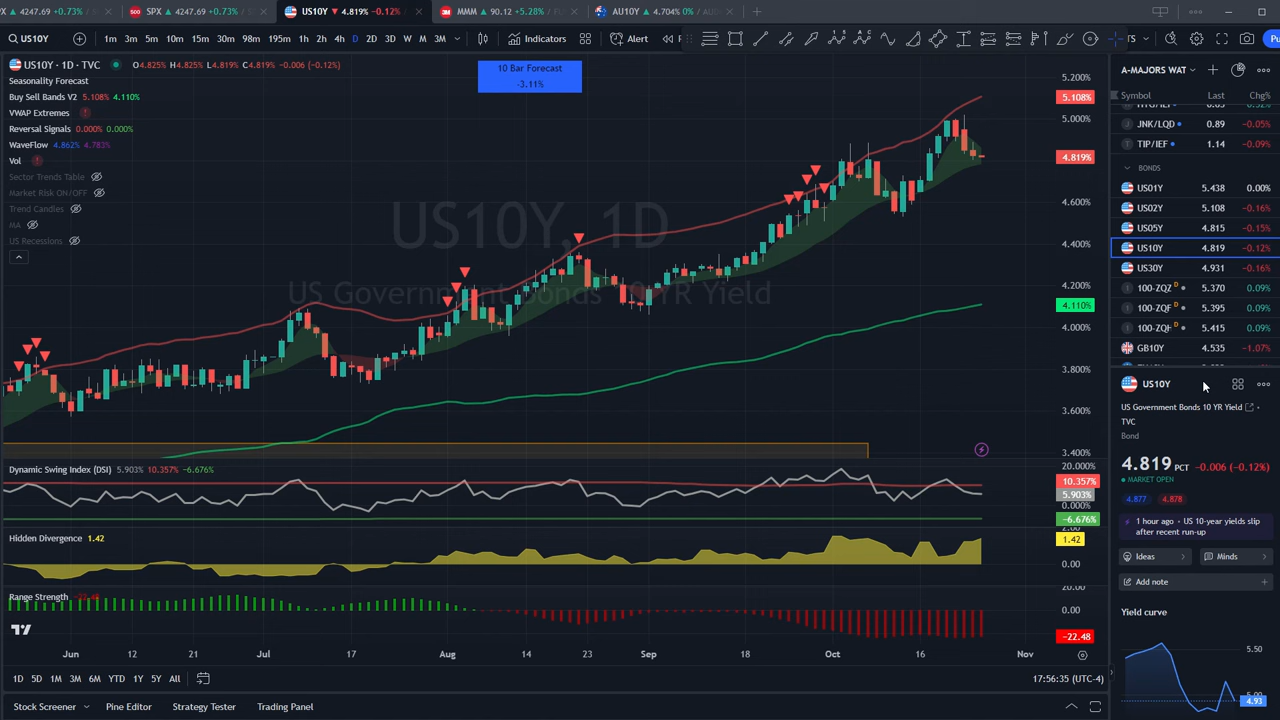 X ▲ 4247.69 +0.73%
SPX ▲ 4247.69 +0.73%
US10Y ▼ 4.819% −0.12%
MMM ▲ 90.12 +5.28%
AU10Y ▲ 4.704% 0%
US10Y
1m 3m 5m 10m 15m 30m 98m 195m 1h 2h 4h D 2D 3D W M 3M
Indicators
Alert
US10Y · 1D · TVC
O4.825% H4.825% L4.819% C4.819% −0.006 (−0.12%)
Seasonality Forecast
Buy Sell Bands V2 5.108% 4.110%
VWAP Extremes
Reversal Signals 0.000% 0.000%
WaveFlow 4.862% 4.783%
Vol
Sector Trends Table
Market Risk ON/OFF
Trend Candles
MA
US Recessions
10 Bar Forecast
-3.11%
US10Y, 1D
US Government Bonds 10 YR Yield
5.200%
5.108%
5.000%
4.819%
4.600%
4.400%
4.200%
4.110%
4.000%
3.800%
3.600%
3.400%
Dynamic Swing Index (DSI) 5.903% 10.357% −6.676%
20.000%
10.357%
5.903%
0.000%
−6.676%
Hidden Divergence 1.42
2.00
1.42
0.00
Range Strength −22.48
20.00
0.00
−22.48
Jun 12 21 Jul 17 Aug 14 23 Sep 18 Oct 16 Nov
1D 5D 1M 3M 6M YTD 1Y 5Y All
17:56:35 (UTC-4)
Stock Screener
Pine Editor
Strategy Tester
Trading Panel
A-MAJORS WAT
Symbol Last Chg%
JNK/LQD 0.89 −0.05%
TIP/IEF 1.14 −0.09%
BONDS
US01Y 5.438 0.00%
US02Y 5.108 −0.16%
US05Y 4.815 −0.15%
US10Y 4.819 −0.12%
US30Y 4.931 −0.16%
100-ZQZ D 5.370 0.09%
100-ZQF D 5.395 0.09%
100-ZQF D 5.415 0.09%
GB10Y 4.535 −1.07%
US10Y
US Government Bonds 10 YR Yield
TVC
Bond
4.819 PCT −0.006 (−0.12%)
MARKET OPEN
4.877 4.878
1 hour ago • US 10-year yields slip
after recent run-up
Ideas
Minds
Add note
Yield curve
5.50
5.00
4.93